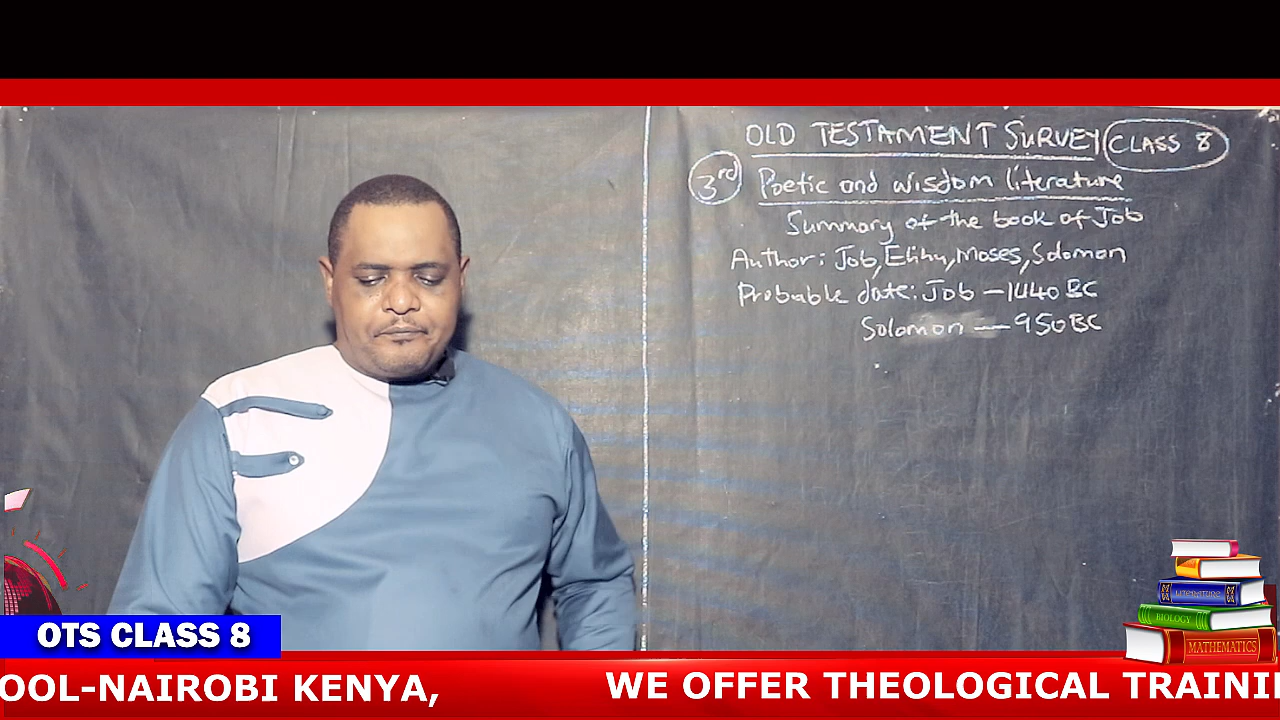 OLD TESTAMENT SURVEY CLASS 8
3rd Poetic and wisdom literature
Summary of the book of Job
Author: Job, Elihu, Moses, Solomon
Probable date: Job - 1440 BC
Solomon - 950 BC
LITERATURE
BIOLOGY
MATHEMATICS
OTS CLASS 8
OOL-NAIROBI KENYA, WE OFFER THEOLOGICAL TRAINI